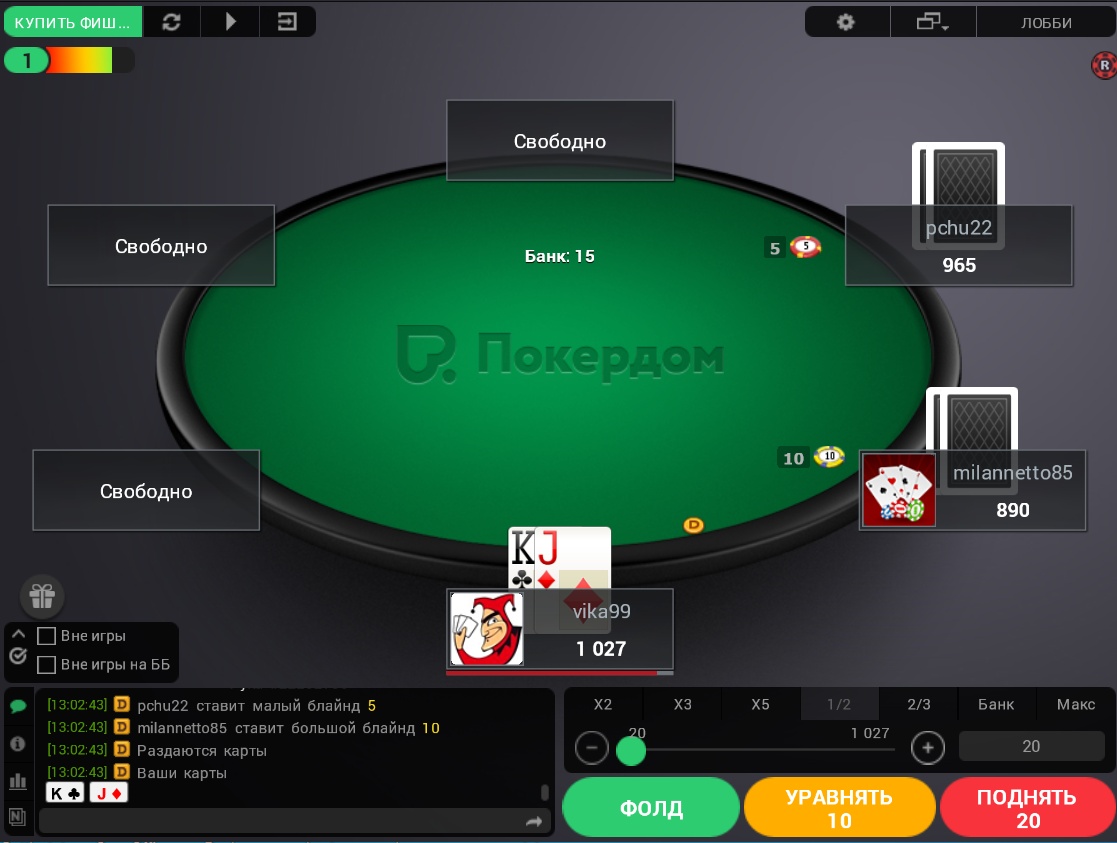 КУПИТЬ ФИШ...
ЛОББИ
1
R
Свободно
Свободно
pchu22
965
5
5
Банк: 15
Покердом
10
10
milannetto85
890
Свободно
D
K J
vika99
1 027
Вне игры
Вне игры на ББ
[13:02:43] D pchu22 ставит малый блайнд 5
[13:02:43] D milannetto85 ставит большой блайнд 10
[13:02:43] D Раздаются карты
[13:02:43] D Ваши карты
K ♣ J ♦
X2 X3 X5 1/2 2/3 Банк Макс
20 1 027
20
ФОЛД
УРАВНЯТЬ
10
ПОДНЯТЬ
20